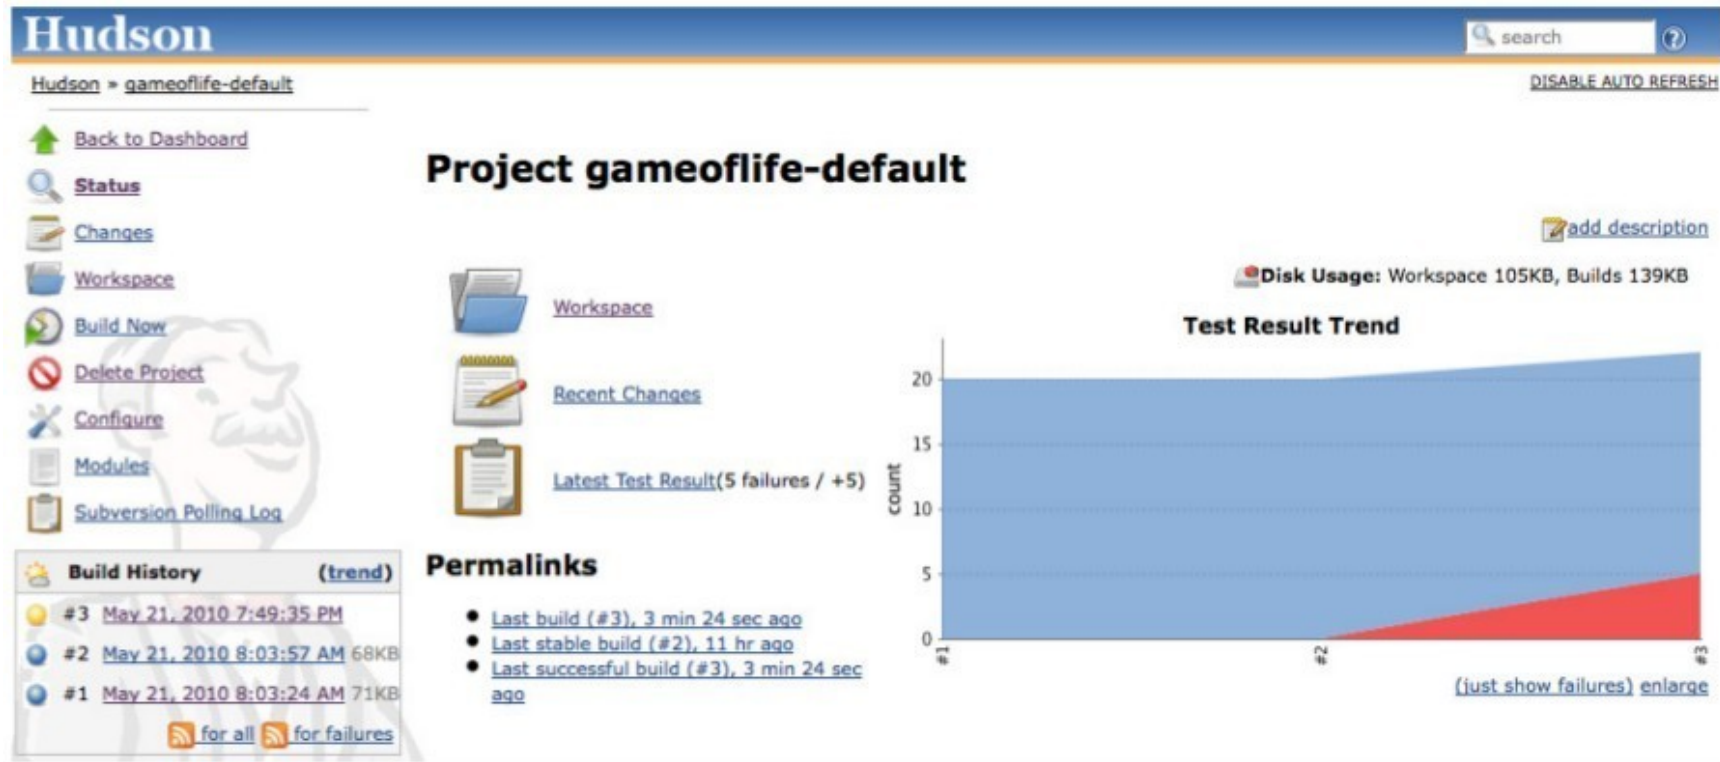 Hudson
search
Hudson » gameoflife-default
DISABLE AUTO REFRESH
Back to Dashboard
Status
Changes
Workspace
Build Now
Delete Project
Configure
Modules
Subversion Polling Log
Build History (trend)
#3 May 21, 2010 7:49:35 PM
#2 May 21, 2010 8:03:57 AM 68KB
#1 May 21, 2010 8:03:24 AM 71KB
for all for failures
Project gameoflife-default
add description
Disk Usage: Workspace 105KB, Builds 139KB
Workspace
Recent Changes
Latest Test Result(5 failures / +5)
Permalinks
Last build (#3), 3 min 24 sec ago
Last stable build (#2), 11 hr ago
Last successful build (#3), 3 min 24 sec
ago
Test Result Trend
count
20
15
10
5
0
#1
#2
#3
(just show failures) enlarge